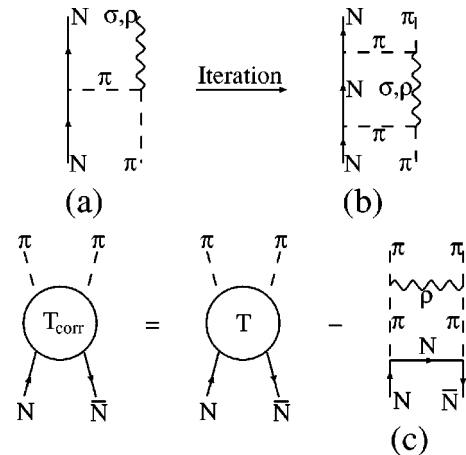 N σ,ρ N π
π π
N Iteration N σ,ρ
π
N π N π
(a) (b)
π π π π π π
ρ
T_corr = T − π π
N
N N̅ N N̅ N N̅
(c)